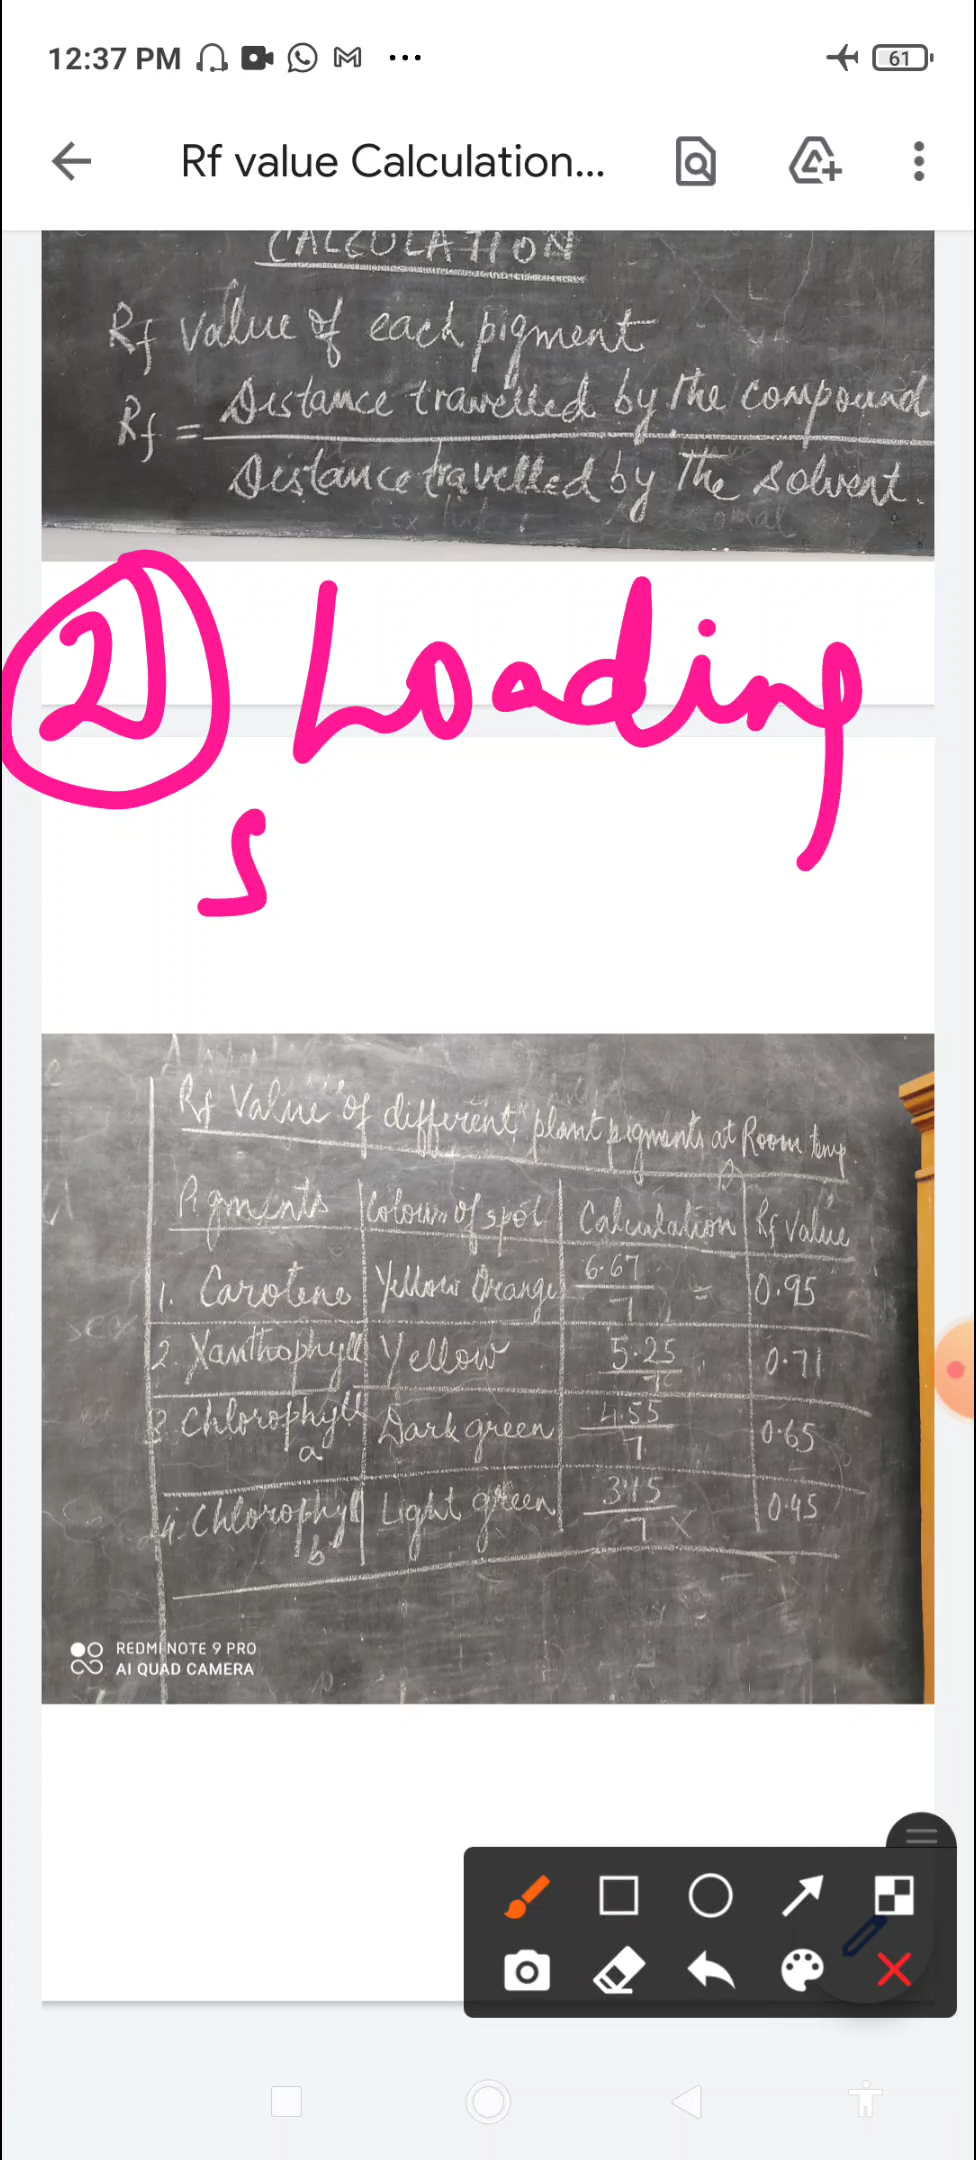 12:37 PM ... 61
Rf value Calculation...
CALCULATION
Rf value of each pigment
Rf = Distance travelled by the compound
Distance travelled by the solvent.
2 Loading
S
Rf Value of different plant pigments at Room temp.
Pigments Colour of spot Calculation Rf Value
1. Carotene Yellow Orange 6.67 / 7 = 0.95
2. Xanthophyll Yellow 5.25 / 7 0.71
3. Chlorophyll a Dark green 4.55 / 7 0.65
4. Chlorophyll b Light green 3.15 / 7 0.45
REDMI NOTE 9 PRO
AI QUAD CAMERA